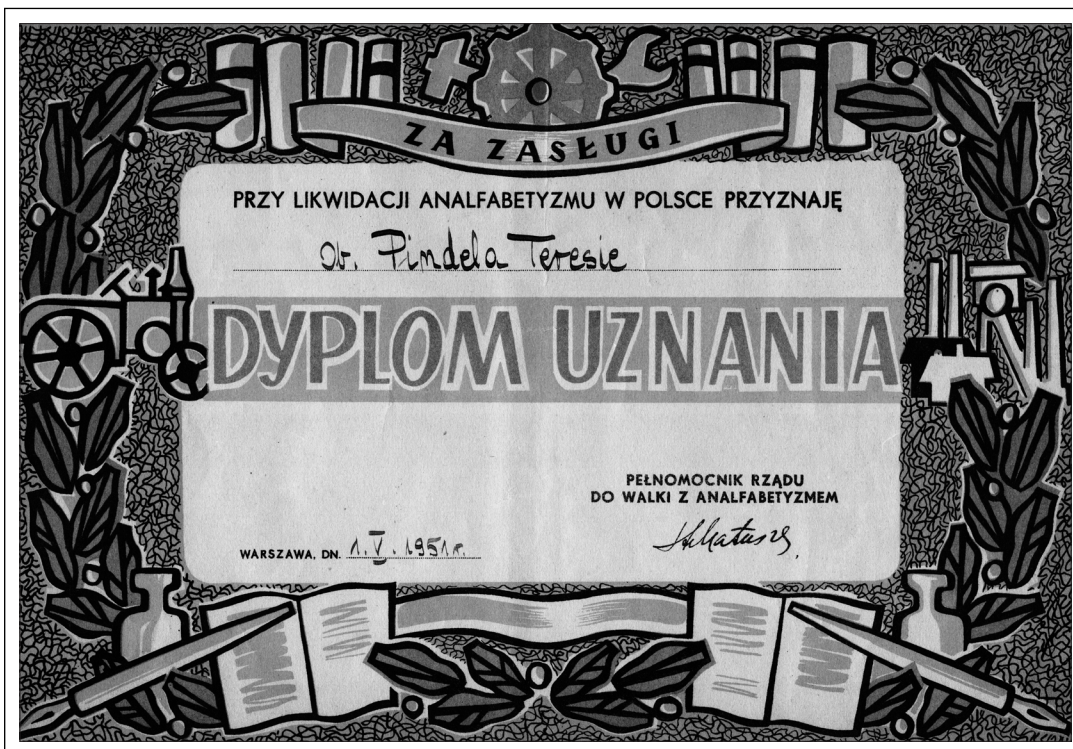 ZA ZASŁUGI
PRZY LIKWIDACJI ANALFABETYZMU W POLSCE PRZYZNAJĘ
Ob. Pindela Teresie
DYPLOM UZNANIA
PEŁNOMOCNIK RZĄDU
DO WALKI Z ANALFABETYZMEM
WARSZAWA, DN. 1.V.1951r.